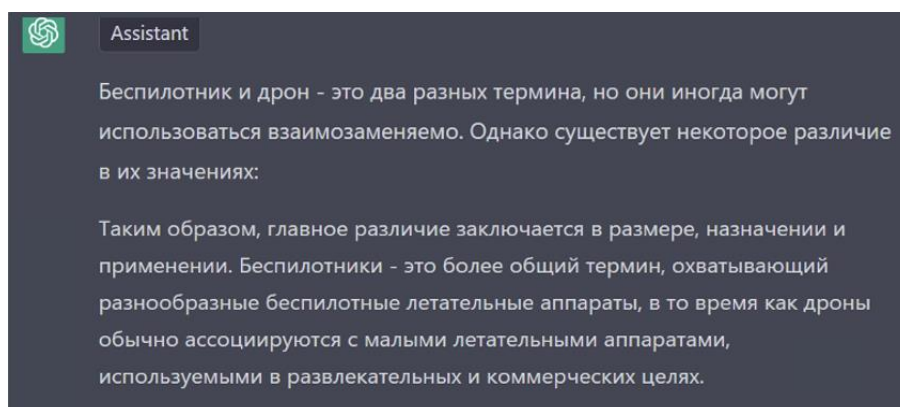 Assistant
Беспилотник и дрон - это два разных термина, но они иногда могут
использоваться взаимозаменяемо. Однако существует некоторое различие
в их значениях:
Таким образом, главное различие заключается в размере, назначении и
применении. Беспилотники - это более общий термин, охватывающий
разнообразные беспилотные летательные аппараты, в то время как дроны
обычно ассоциируются с малыми летательными аппаратами,
используемыми в развлекательных и коммерческих целях.